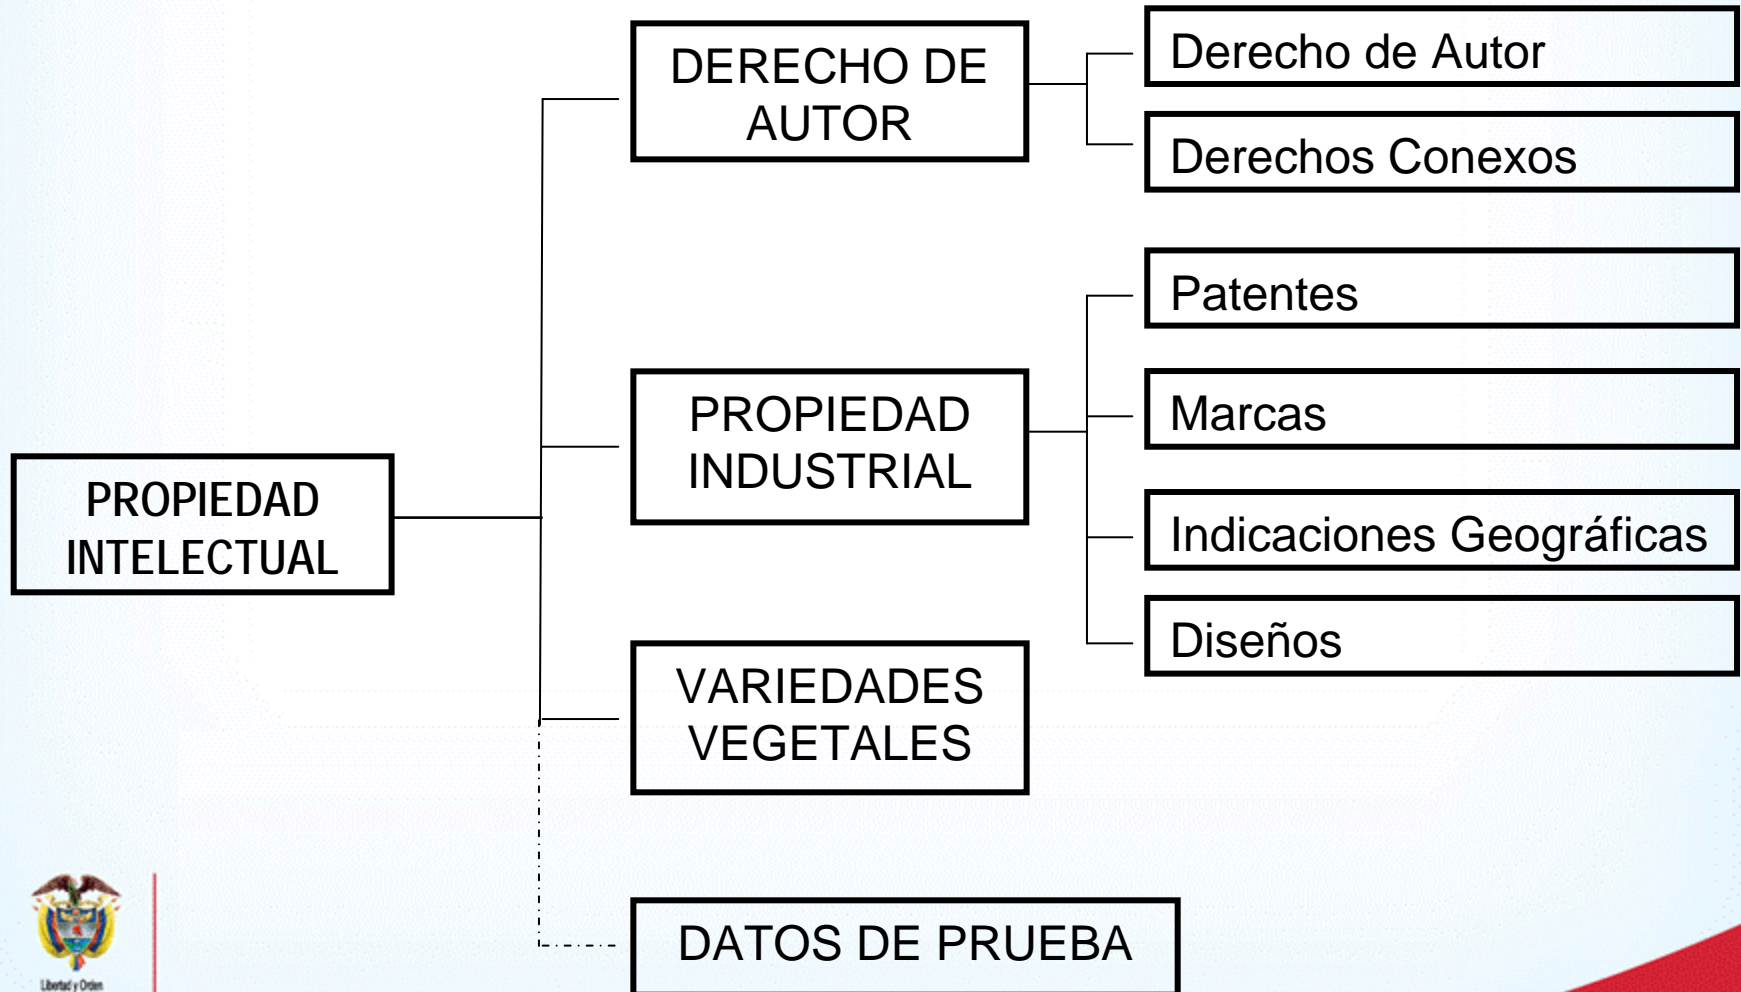 PROPIEDAD
INTELECTUAL
DERECHO DE
AUTOR
Derecho de Autor
Derechos Conexos
PROPIEDAD
INDUSTRIAL
Patentes
Marcas
Indicaciones Geográficas
Diseños
VARIEDADES
VEGETALES
DATOS DE PRUEBA
Libertad y Orden